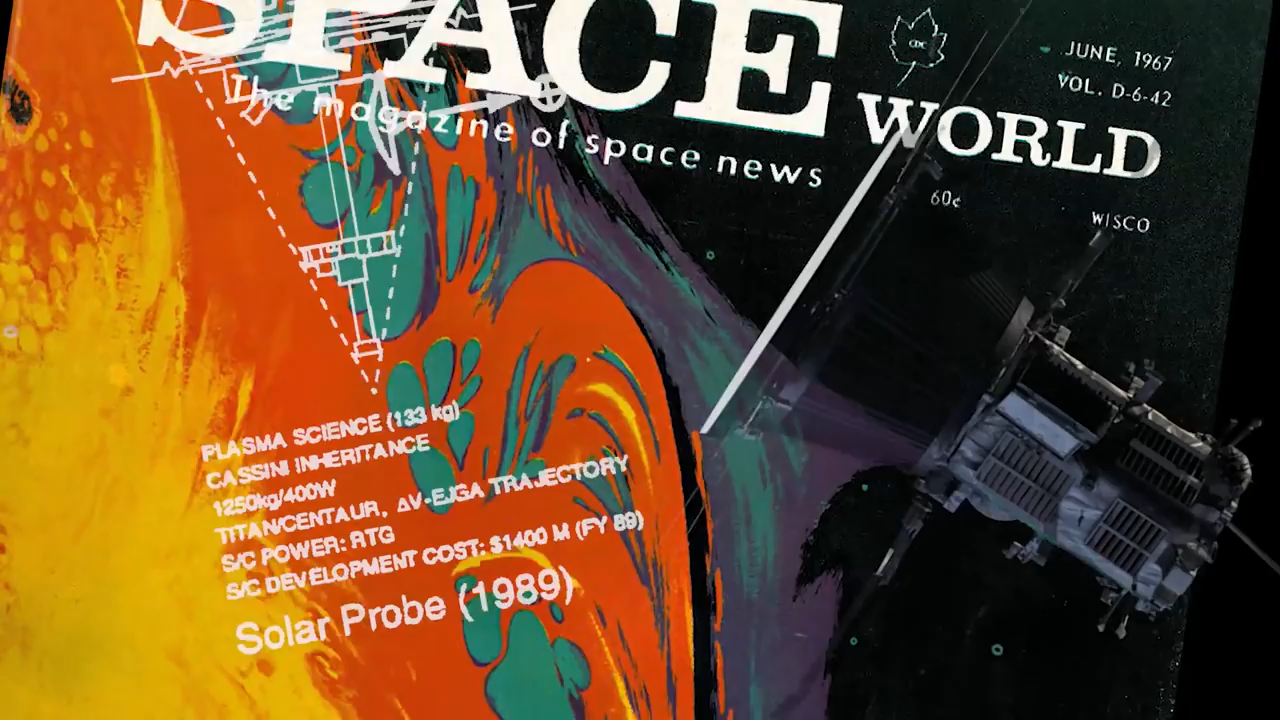 SPACE
WORLD
The magazine of space news
CDC
JUNE, 1967
VOL. D-6-42
60¢
WISCO
PLASMA SCIENCE (133 kg)
CASSINI INHERITANCE
1250kg/400W
TITAN/CENTAUR, ΔV-EJGA TRAJECTORY
S/C POWER: RTG
S/C DEVELOPMENT COST: $1400 M (FY 89)
Solar Probe (1989)